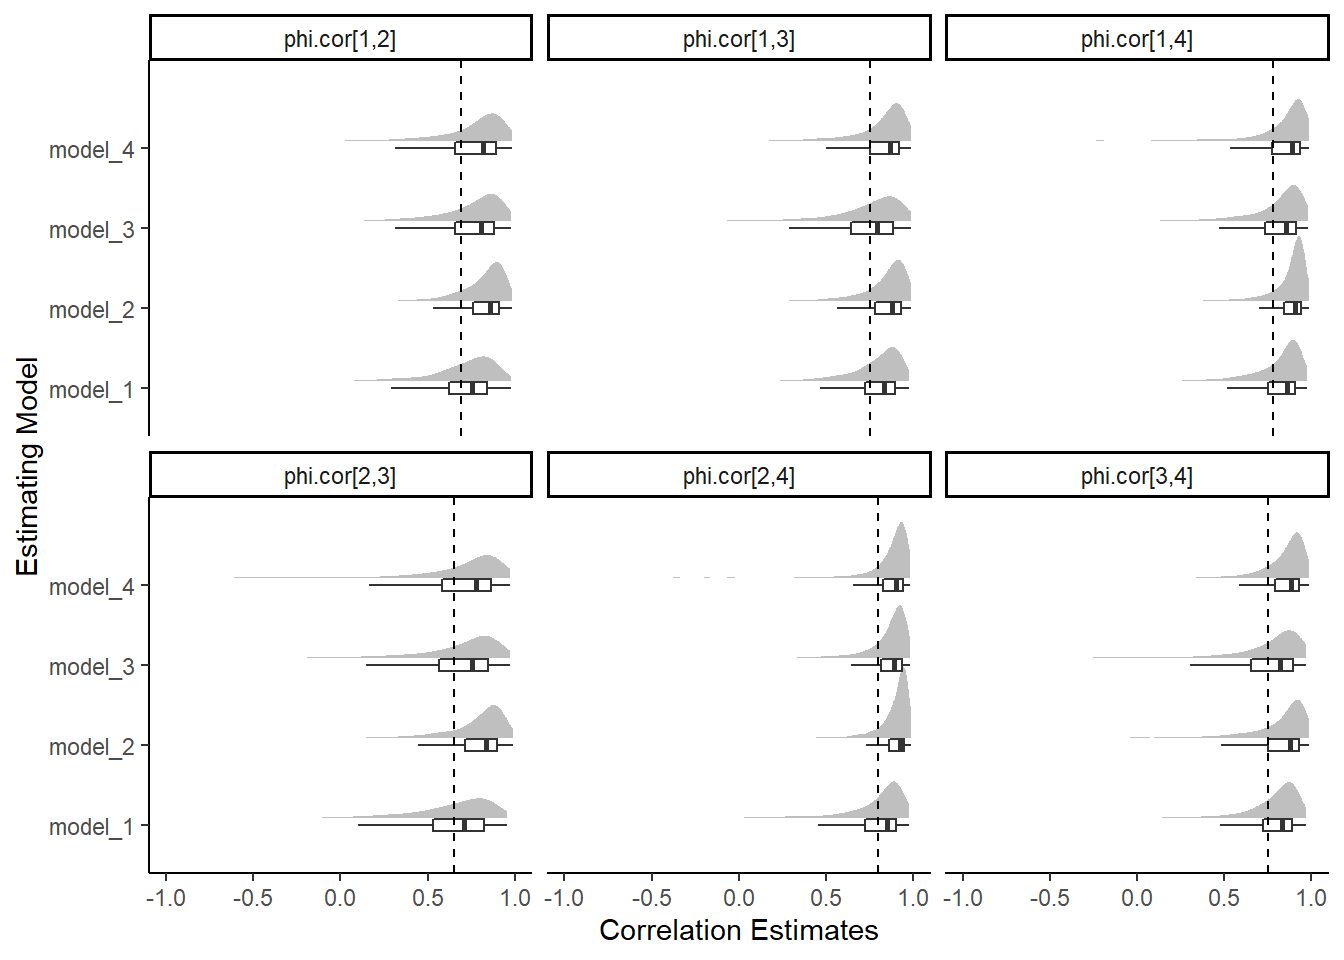 phi.cor[1,2] phi.cor[1,3] phi.cor[1,4]
model_4
model_3
model_2
model_1
Estimating Model
phi.cor[2,3] phi.cor[2,4] phi.cor[3,4]
model_4
model_3
model_2
model_1
-1.0 -0.5 0.0 0.5 1.0 -1.0 -0.5 0.0 0.5 1.0 -1.0 -0.5 0.0 0.5 1.0
Correlation Estimates